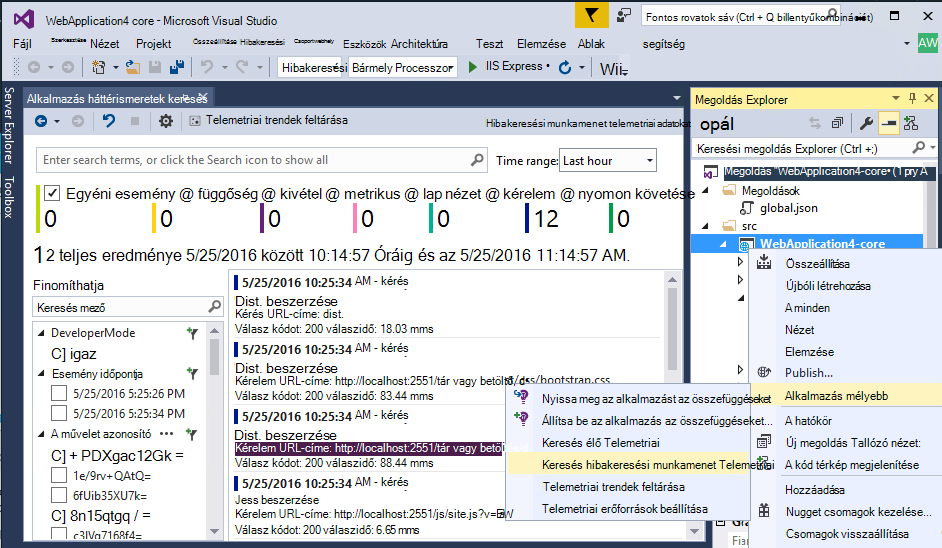 WebApplication4 core - Microsoft Visual Studio
Fontos rovatok sáv (Ctrl + Q billentyűkombináció)
Fájl Szerkesztése Nézet Projekt Összeállítása Hibakeresési Csoportwebhely Eszközök Architektúra Teszt Elemzése Ablak segítség
AW
Hibakeresési Bármely Processzor IIS Express Wii
Server Explorer
Toolbox
Alkalmazás háttérismeretek keresés
Telemetriai trendek feltárása
Hibakeresési munkamenet telemetriai adatokat
Enter search terms, or click the Search icon to show all
Time range: Last hour
Egyéni esemény @ függőség @ kivétel @ metrikus @ lap nézet @ kérelem @ nyomon követése
0 0 0 0 0 12 0
12 teljes eredménye 5/25/2016 között 10:14:57 Óráig és az 5/25/2016 11:14:57 AM.
Finomíthatja
Keresés mező
DeveloperMode
C] igaz
Esemény időpontja
5/25/2016 5:25:26 PM
5/25/2016 5:25:34 PM
A művelet azonosító
C] + PDXgac12Gk =
1e/9rv+QAtQ=
6fUib35XU7k=
C] 8n15qtgq / =
c3IVq7168f4=
5/25/2016 10:25:34 AM - kérés
Dist. beszerzése
Kérés URL-címe: dist.
Válasz kódot: 200 válaszidő: 18.03 mms
5/25/2016 10:25:34 AM - kérés
Dist. beszerzése
Kérelem URL-címe: http://localhost:2551/tár vagy betöltő/d /css/bootstrap.css
Válasz kódot: 200 válaszidő: 83.44 mms
5/25/2016 10:25:34 AM - kérés
Dist. beszerzése
Kérelem URL-címe: http://localhost:2551/tár vagy betöltő/d
Válasz kódot: 200 válaszidő: 88.44 mms
5/25/2016 10:25:34 AM - kérés
Jess beszerzése
Kérelem URL-címe: http://localhost:2551/js/site.js?v=EW
Válasz kódot: 200 válaszidő: 6.65 mms
Nyissa meg az alkalmazást az összefüggéseket
Állítsa be az alkalmazás az összefüggéseket...
Keresés élő Telemetriai
Keresés hibakeresési munkamenet Telemetriai
Telemetriai trendek feltárása
Telemetriai erőforrások beállítása
Megoldás Explorer
opál
Keresési megoldás Explorer (Ctrl +;)
Megoldás "WebApplication4-core" (1 pry A
Megoldások
global.json
src
WebApplication4-core
Összeállítása
Újbóli létrehozása
A minden
Nézet
Elemzése
Publish...
Alkalmazás mélyebb
A hatókör
Új megoldás Tallózó nézet:
A kód térkép megjelenítése
Hozzáadása
Nugget csomagok kezelése...
Csomagok visszaállítása